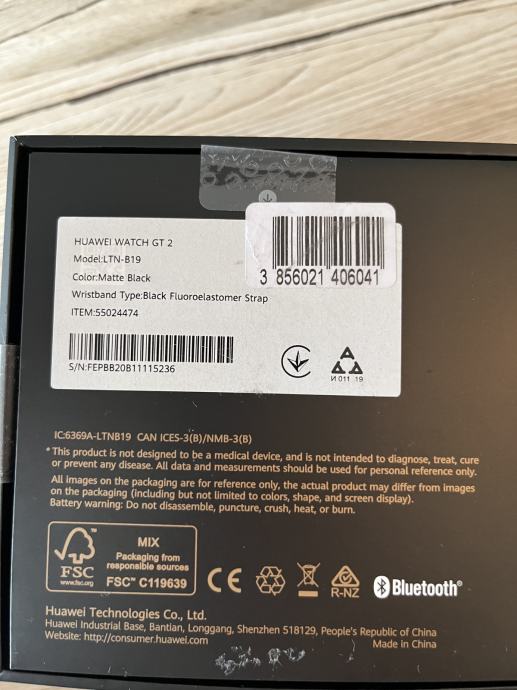 HUAWEI WATCH GT 2
Model:LTN-B19
Color:Matte Black
Wristband Type:Black Fluoroelastomer Strap
ITEM:55024474
3 856021 406041
S/N:FEPBB20B11115236
И 011 19
IC:6369A-LTNB19 CAN ICES-3(B)/NMB-3(B)
*This product is not designed to be a medical device, and is not intended to diagnose, treat, cure
or prevent any disease. All data and measurements should be used for personal reference only.
All images on the packaging are for reference only, the actual product may differ from images
on the packaging (including but not limited to colors, shape, and screen display).
Battery warning: Do not disassemble, puncture, crush, heat, or burn.
FSC
www.fsc.org
MIX
Packaging from
responsible sources
FSC™ C119639
CE
R-NZ
Bluetooth®
Huawei Technologies Co., Ltd.
Huawei Industrial Base, Bantian, Longgang, Shenzhen 518129, People's Republic of China
Website: http://consumer.huawei.com
Made in China